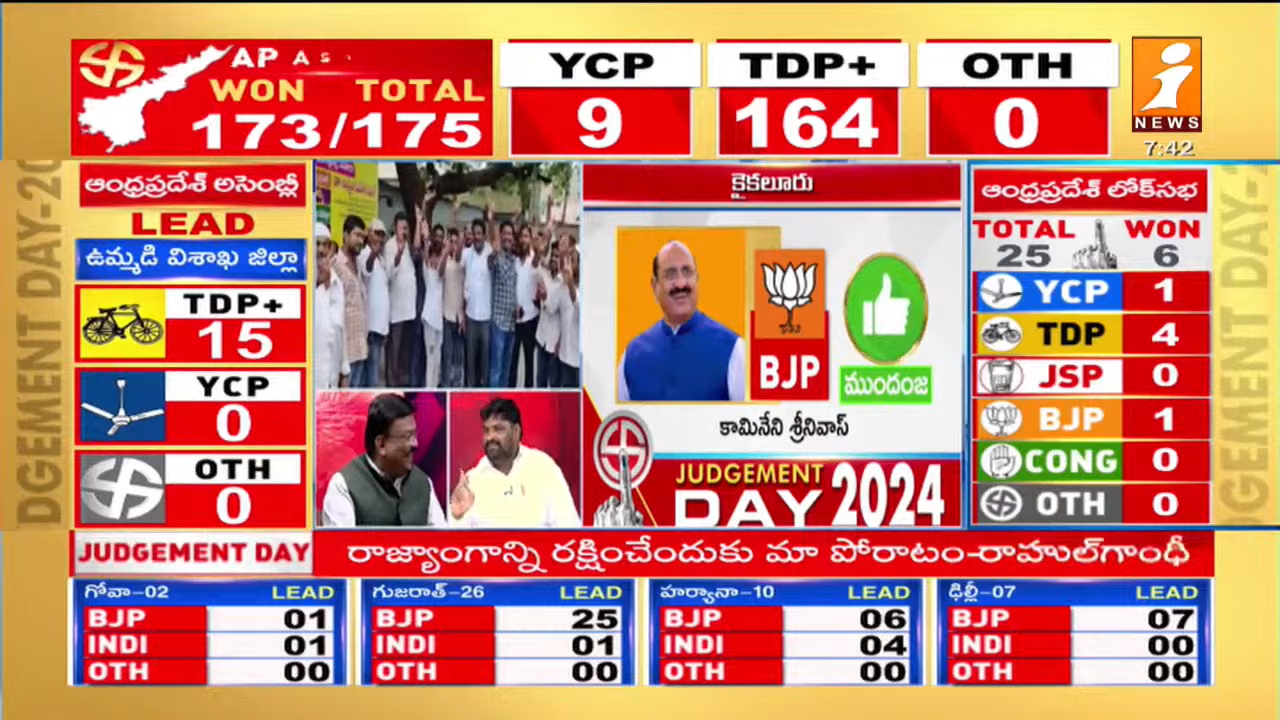 AP
WON TOTAL
173/175
YCP
9
TDP+
164
OTH
0
i
NEWS
7:42
ఆంధ్రప్రదేశ్ అసెంబ్లీ
LEAD
ఉమ్మడి విశాఖ జిల్లా
TDP+
15
YCP
0
OTH
0
కైకలూరు
BJP
ముందంజ
కామినేని శ్రీనివాస్
JUDGEMENT
DAY 2024
ఆంధ్రప్రదేశ్ లోక్‌సభ
TOTAL WON
25 6
YCP 1
TDP 4
JSP 0
BJP 1
CONG 0
OTH 0
JUDGEMENT DAY
రాజ్యాంగాన్ని రక్షించేందుకు మా పోరాటం-రాహుల్‌గాంధీ
గోవా-02 LEAD
BJP 01
INDI 01
OTH 00
గుజరాత్-26 LEAD
BJP 25
INDI 01
OTH 00
హర్యానా-10 LEAD
BJP 06
INDI 04
OTH 00
ఢిల్లీ-07 LEAD
BJP 07
INDI 00
OTH 00